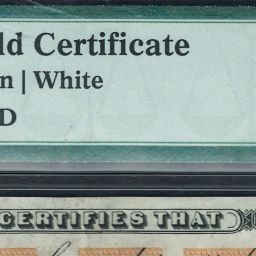 ld Certificate
n | White
D
CERTIFIES THAT